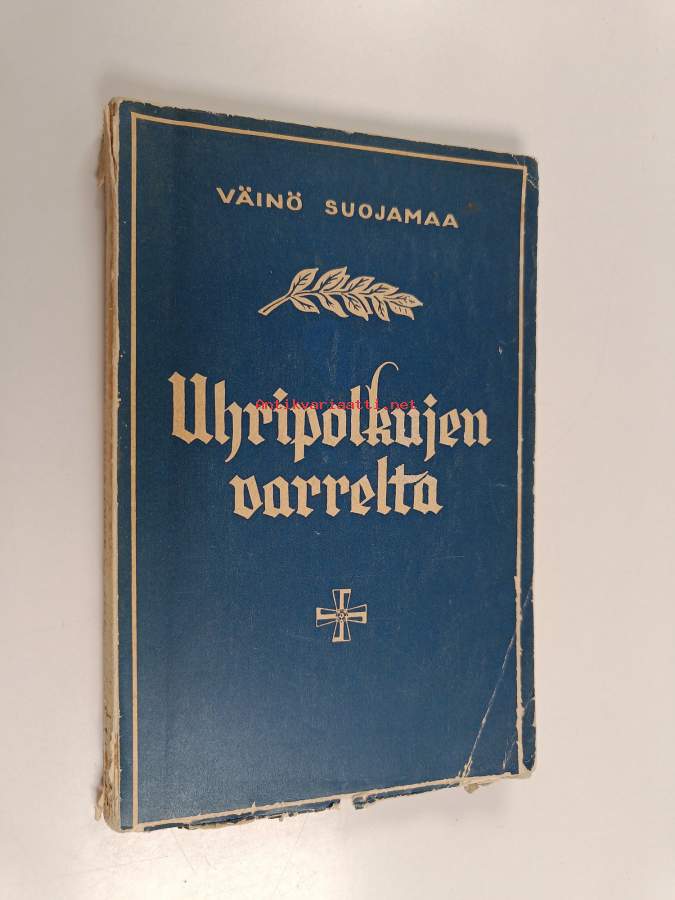 VÄINÖ SUOJAMAA
Uhripolkujen
Antikvariaatti.net
varrelta